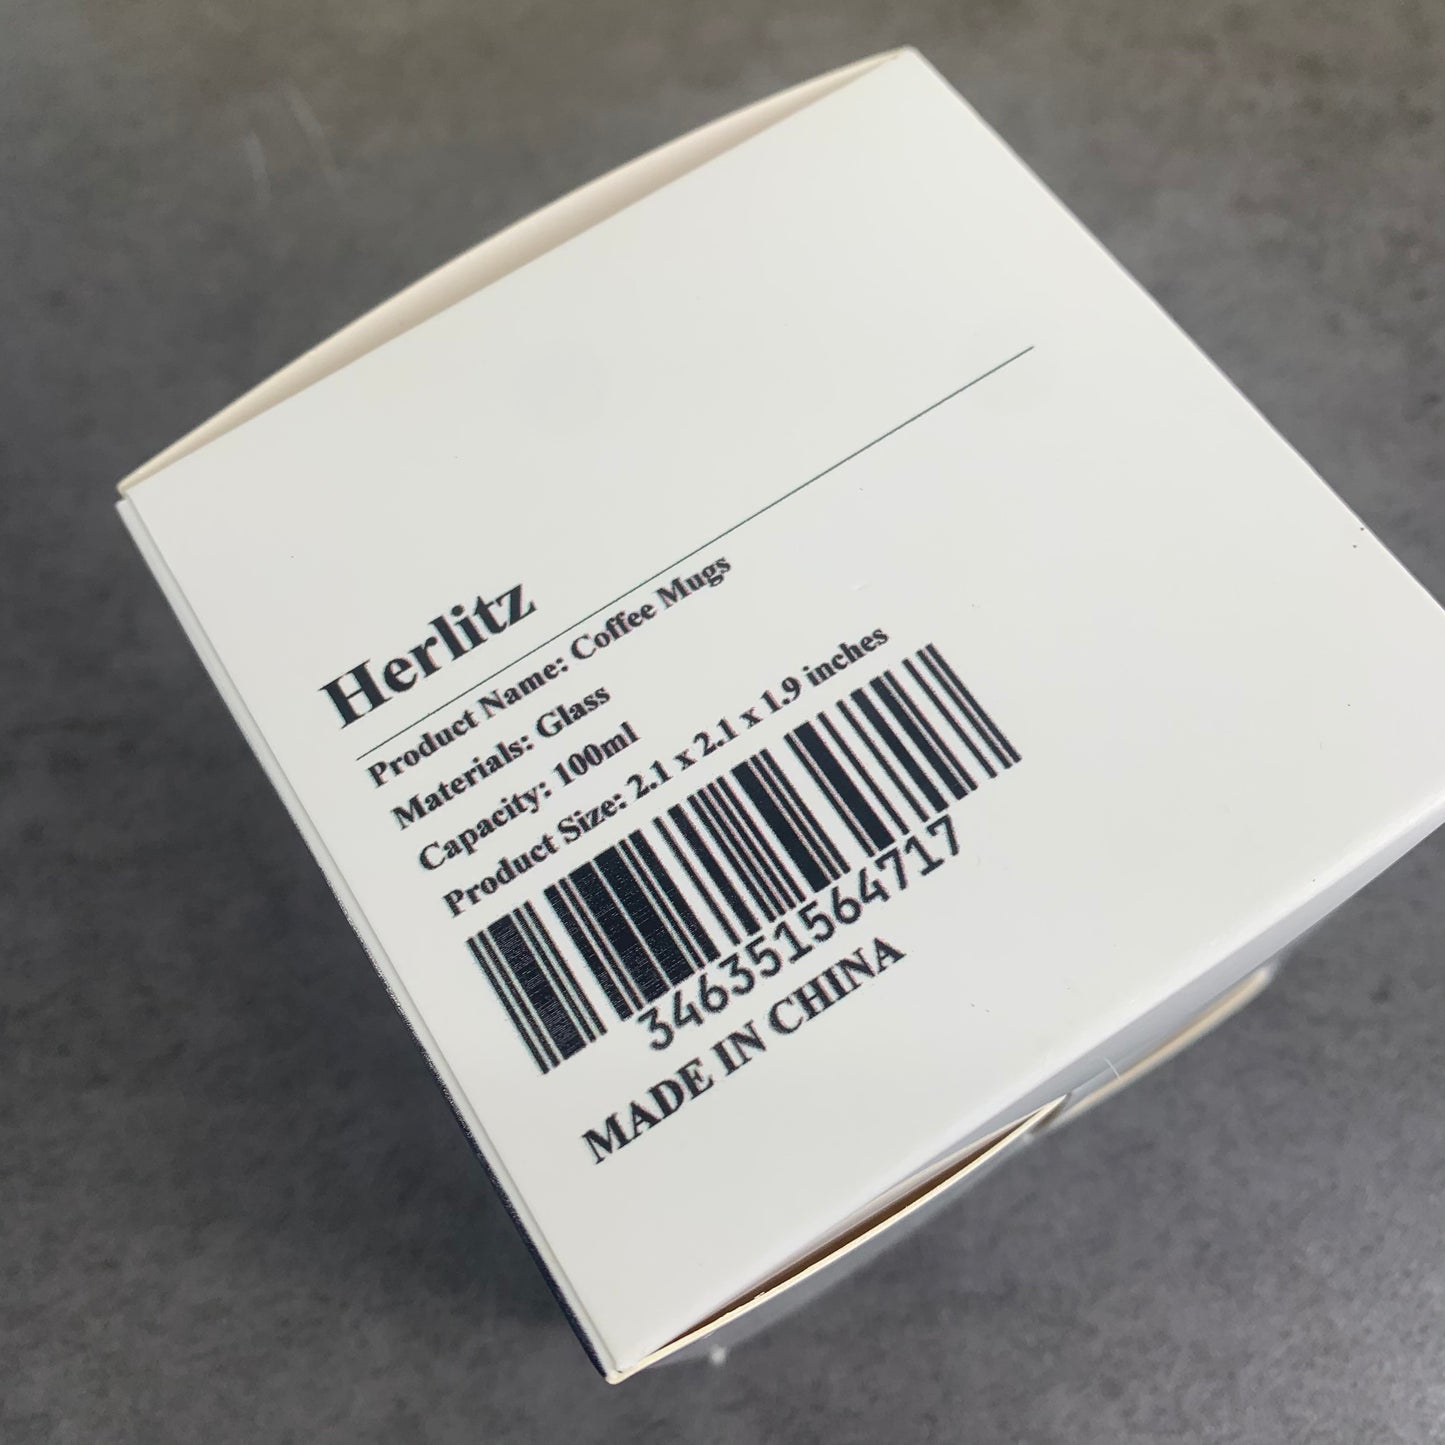 Herlitz
Product Name: Coffee Mugs
Materials: Glass
Capacity: 100ml
Product Size: 2.1 x 2.1 x 1.9 inches
346351564717
MADE IN CHINA